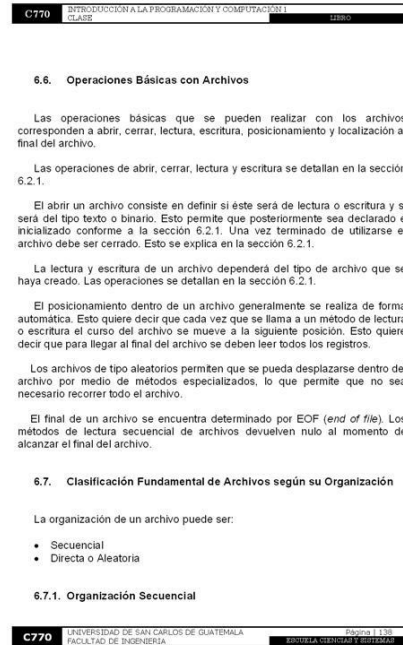 C770
INTRODUCCIÓN A LA PROGRAMACIÓN Y COMPUTACIÓN 1
CLASE
LIBRO
6.6. Operaciones Básicas con Archivos
Las operaciones básicas que se pueden realizar con los archivos
corresponden a abrir, cerrar, lectura, escritura, posicionamiento y localización a
final del archivo.
Las operaciones de abrir, cerrar, lectura y escritura se detallan en la sección
6.2.1.
El abrir un archivo consiste en definir si éste será de lectura o escritura y s
será del tipo texto o binario. Esto permite que posteriormente sea declarado e
inicializado conforme a la sección 6.2.1. Una vez terminado de utilizarse e
archivo debe ser cerrado. Esto se explica en la sección 6.2.1.
La lectura y escritura de un archivo dependerá del tipo de archivo que se
haya creado. Las operaciones se detallan en la sección 6.2.1.
El posicionamiento dentro de un archivo generalmente se realiza de forma
automática. Esto quiere decir que cada vez que se llama a un método de lectura
o escritura el curso del archivo se mueve a la siguiente posición. Esto quiere
decir que para llegar al final del archivo se deben leer todos los registros.
Los archivos de tipo aleatorios permiten que se pueda desplazarse dentro de
archivo por medio de métodos especializados, lo que permite que no sea
necesario recorrer todo el archivo.
El final de un archivo se encuentra determinado por EOF (end of file). Los
métodos de lectura secuencial de archivos devuelven nulo al momento de
alcanzar el final del archivo.
6.7. Clasificación Fundamental de Archivos según su Organización
La organización de un archivo puede ser:
• Secuencial
• Directa o Aleatoria
6.7.1. Organización Secuencial
C770
UNIVERSIDAD DE SAN CARLOS DE GUATEMALA
FACULTAD DE INGENIERIA
Página | 138
ESCUELA CIENCIAS Y SISTEMAS